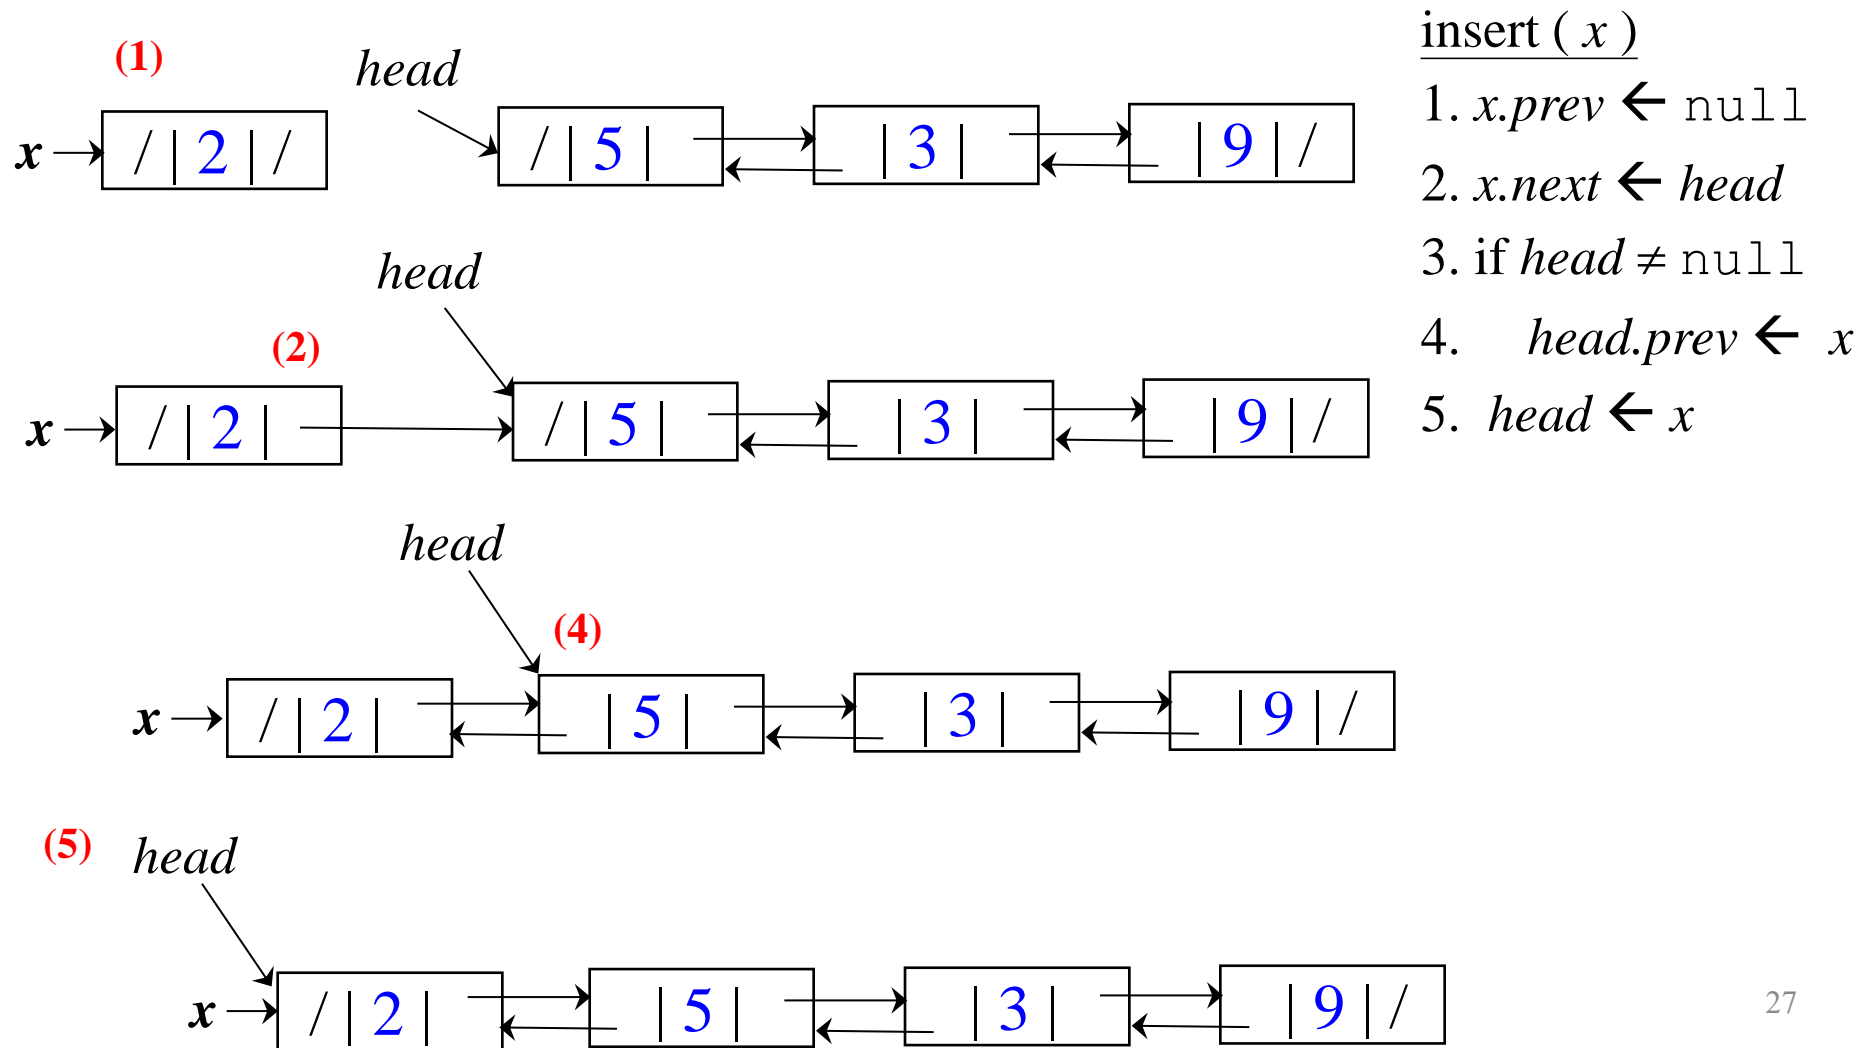 (1)
head
x / | 2 | / / | 5 | | 3 | | 9 | /
head
(2)
x / | 2 | / | 5 | | 3 | | 9 | /
head
(4)
x / | 2 | | 5 | | 3 | | 9 | /
(5) head
x / | 2 | | 5 | | 3 | | 9 | /
insert ( x )
1. x.prev ← null
2. x.next ← head
3. if head ≠ null
4. head.prev ← x
5. head ← x
27